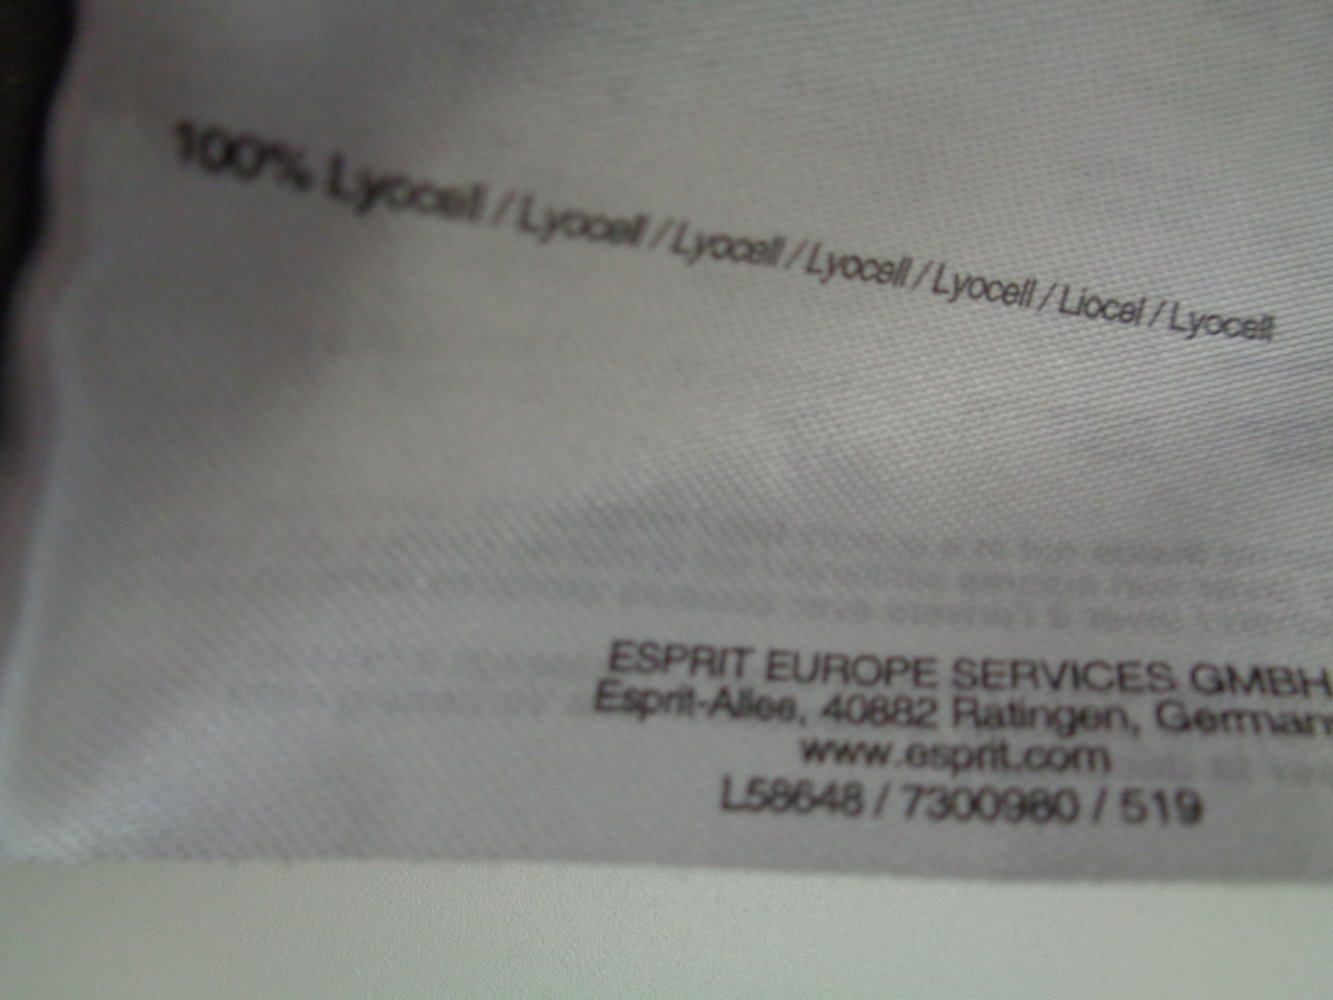 100% Lyocell / Lyocell / Lyocell / Lyocell / Lyocell / Liocel / Lyocell
ESPRIT EUROPE SERVICES GMBH
Esprit-Allee, 40882 Ratingen, German
www.esprit.com
L58648 / 7300980 / 519